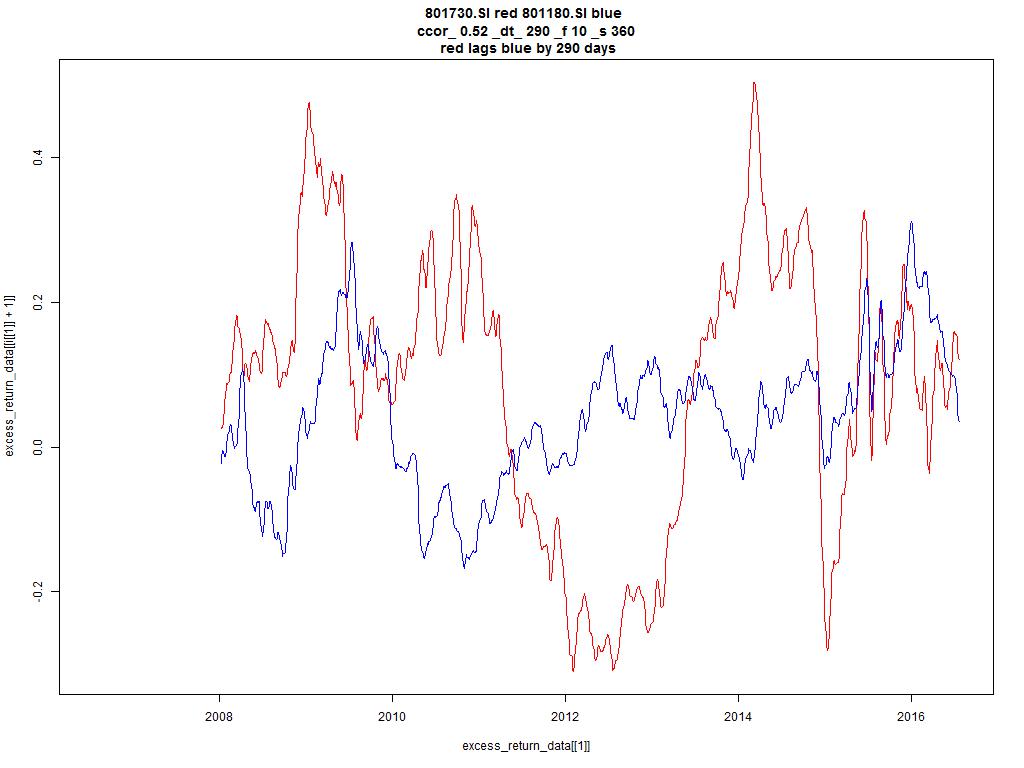 801730.SI red 801180.SI blue
ccor_ 0.52 _dt_ 290 _f 10 _s 360
red lags blue by 290 days
excess_return_data[[i[1]] + 1]]
0.4
0.2
0.0
-0.2
2008
2010
2012
2014
2016
excess_return_data[[1]]